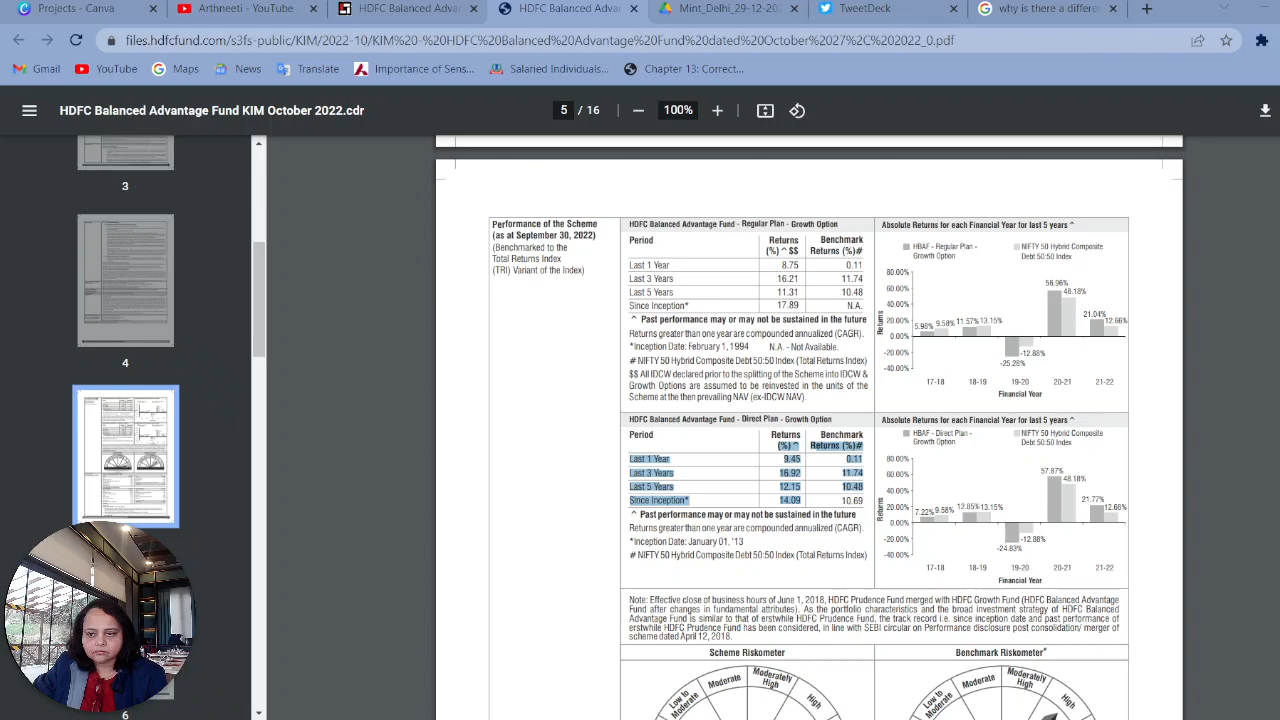 Projects - Canva
Arthneeti - YouTube
HDFC Balanced Adva
HDFC Balanced Advan
Mint_Delhi_29-12-202
TweetDeck
why is there a differe
files.hdfcfund.com/s3fs-public/KIM/2022-10/KIM%20-%20HDFC%20Balanced%20Advantage%20Fund%20dated%20October%2027%2C%202022_0.pdf
Gmail
YouTube
Maps
News
Translate
Importance of Sens...
Salaried Individuals...
Chapter 13: Correct...
HDFC Balanced Advantage Fund KIM October 2022.cdr
5 / 16
100%
3
4
6
Performance of the Scheme
(as at September 30, 2022)
(Benchmarked to the
Total Returns Index
(TRI) Variant of the Index)
HDFC Balanced Advantage Fund - Regular Plan - Growth Option
Period Returns Benchmark
(%) ^ $$ Returns (%)#
Last 1 Year 8.75 0.11
Last 3 Years 16.21 11.74
Last 5 Years 11.31 10.48
Since Inception* 17.89 N.A.
^ Past performance may or may not be sustained in the future
Returns greater than one year are compounded annualized (CAGR).
*Inception Date: February 1, 1994 N.A. - Not Available.
# NIFTY 50 Hybrid Composite Debt 50:50 Index (Total Returns Index)
$$ All IDCW declared prior to the splitting of the Scheme into IDCW &
Growth Options are assumed to be reinvested in the units of the
Scheme at the then prevailing NAV (ex-IDCW NAV).
Absolute Returns for each Financial Year for last 5 years ^
HBAF - Regular Plan - NIFTY 50 Hybrid Composite
Growth Option Debt 50:50 Index
80.00%
60.00%
40.00%
20.00%
0.00%
-20.00%
-40.00%
Returns
5.98% 9.58% 11.57% 13.15% -25.28% -12.88% 56.96% 48.18% 21.04% 12.66%
17-18 18-19 19-20 20-21 21-22
Financial Year
HDFC Balanced Advantage Fund - Direct Plan - Growth Option
Period Returns Benchmark
(%) ^ Returns (%)#
Last 1 Year 9.45 0.11
Last 3 Years 16.92 11.74
Last 5 Years 12.15 10.48
Since Inception* 14.09 10.69
^ Past performance may or may not be sustained in the future
Returns greater than one year are compounded annualized (CAGR).
*Inception Date: January 01, '13
# NIFTY 50 Hybrid Composite Debt 50:50 Index (Total Returns Index)
Absolute Returns for each Financial Year for last 5 years ^
HBAF - Direct Plan - NIFTY 50 Hybrid Composite
Growth Option Debt 50:50 Index
80.00%
60.00%
40.00%
20.00%
0.00%
-20.00%
-40.00%
Returns
7.22% 9.58% 12.85% 13.15% -24.83% -12.88% 57.87% 48.18% 21.77% 12.66%
17-18 18-19 19-20 20-21 21-22
Financial Year
Note: Effective close of business hours of June 1, 2018, HDFC Prudence Fund merged with HDFC Growth Fund (HDFC Balanced Advantage
Fund after changes in fundamental attributes). As the portfolio characteristics and the broad investment strategy of HDFC Balanced
Advantage Fund is similar to that of erstwhile HDFC Prudence Fund, the track record i.e. since inception date and past performance of
erstwhile HDFC Prudence Fund has been considered, in line with SEBI circular on Performance disclosure post consolidation/ merger of
scheme dated April 12, 2018.
Scheme Riskometer
Benchmark Riskometer#
Low to Moderate
Moderate
Moderately High
High
Low to Moderate
Moderate
Moderately High
High